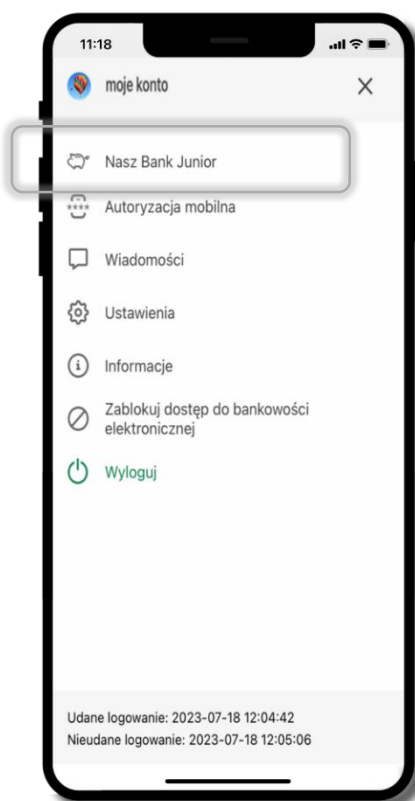 11:18
moje konto
Nasz Bank Junior
Autoryzacja mobilna
Wiadomości
Ustawienia
Informacje
Zablokuj dostęp do bankowości
elektronicznej
Wyloguj
Udane logowanie: 2023-07-18 12:04:42
Nieudane logowanie: 2023-07-18 12:05:06